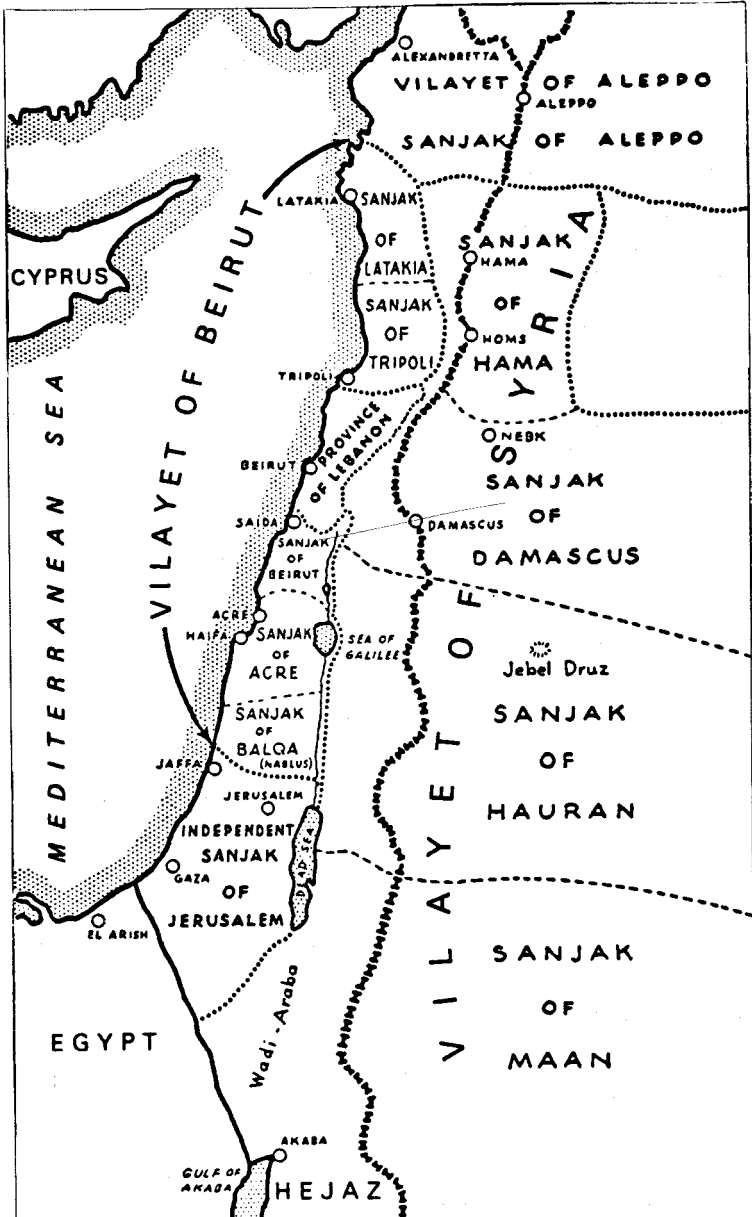 ALEXANDRETTA
VILAYET OF ALEPPO
ALEPPO
SANJAK OF ALEPPO
LATAKIA
SANJAK
OF
LATAKIA
SANJAK
OF
HAMA
HAMA
CYPRUS
SANJAK
OF
TRIPOLI
HOMS
TRIPOLI
VILAYET OF BEIRUT
MEDITERRANEAN SEA
VILAYET OF SYRIA
PROVINCE
OF LEBANON
NEBK
BEIRUT
SANJAK
OF
DAMASCUS
SAIDA
DAMASCUS
SANJAK
OF
BEIRUT
ACRE
HAIFA
SANJAK
OF
ACRE
SEA OF
GALILEE
Jebel Druz
SANJAK
OF
HAURAN
SANJAK
OF
BALQA
(NABLUS)
JAFFA
JERUSALEM
INDEPENDENT
SANJAK
OF
JERUSALEM
DEAD SEA
GAZA
EL ARISH
SANJAK
OF
MAAN
EGYPT
Wadi-Araba
AKABA
GULF OF
AKABA
HEJAZ